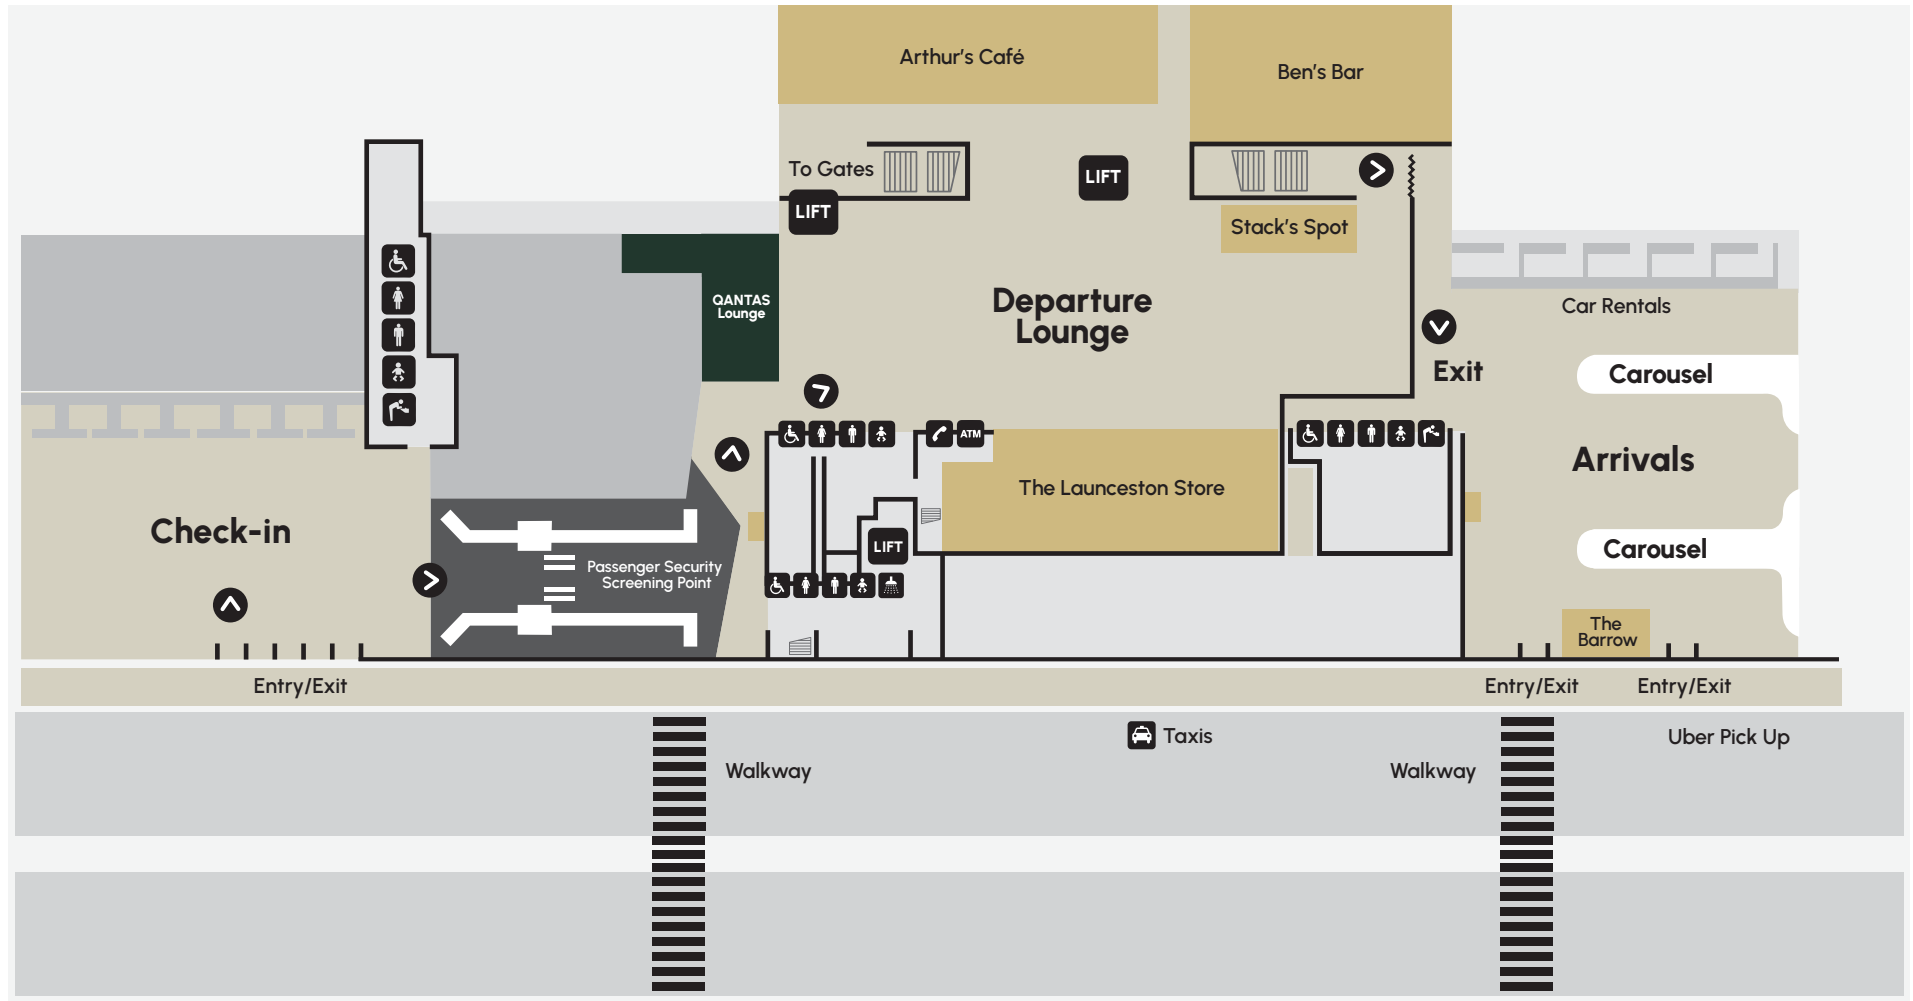 Arthur's Café
Ben's Bar
To Gates
LIFT
LIFT
Stack's Spot
QANTAS
Lounge
Departure
Lounge
Car Rentals
Exit
Carousel
ATM
The Launceston Store
Arrivals
Check-in
LIFT
Carousel
Passenger Security
Screening Point
The
Barrow
Entry/Exit
Entry/Exit
Entry/Exit
Taxis
Uber Pick Up
Walkway
Walkway